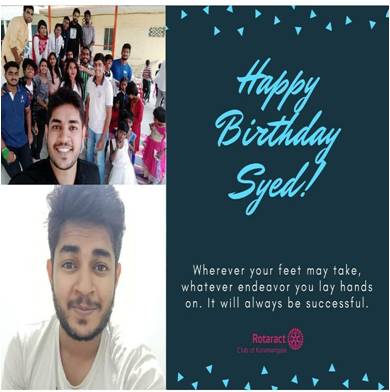 Happy
Birthday
Syed!
Wherever your feet may take,
whatever endeavor you lay hands
on. It will always be successful.
Rotaract
Club of Koramangala